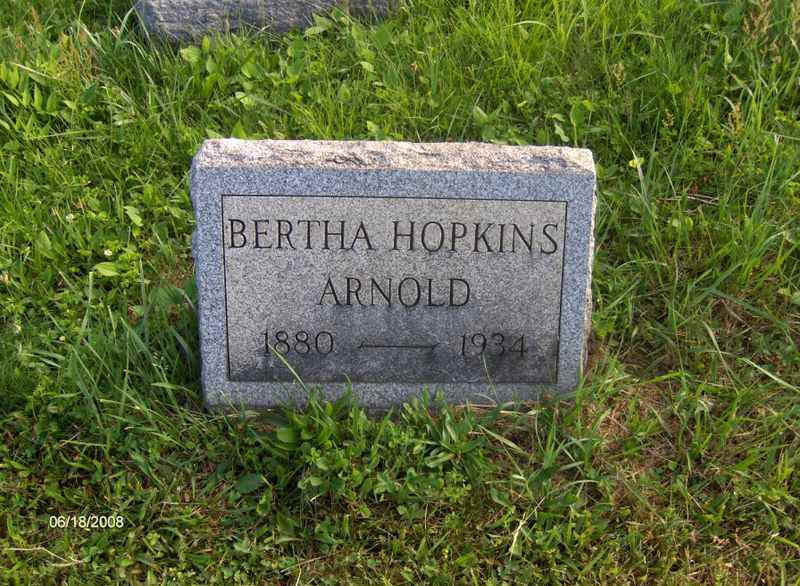 BERTHA HOPKINS
ARNOLD
1880 — 1934
06/18/2008